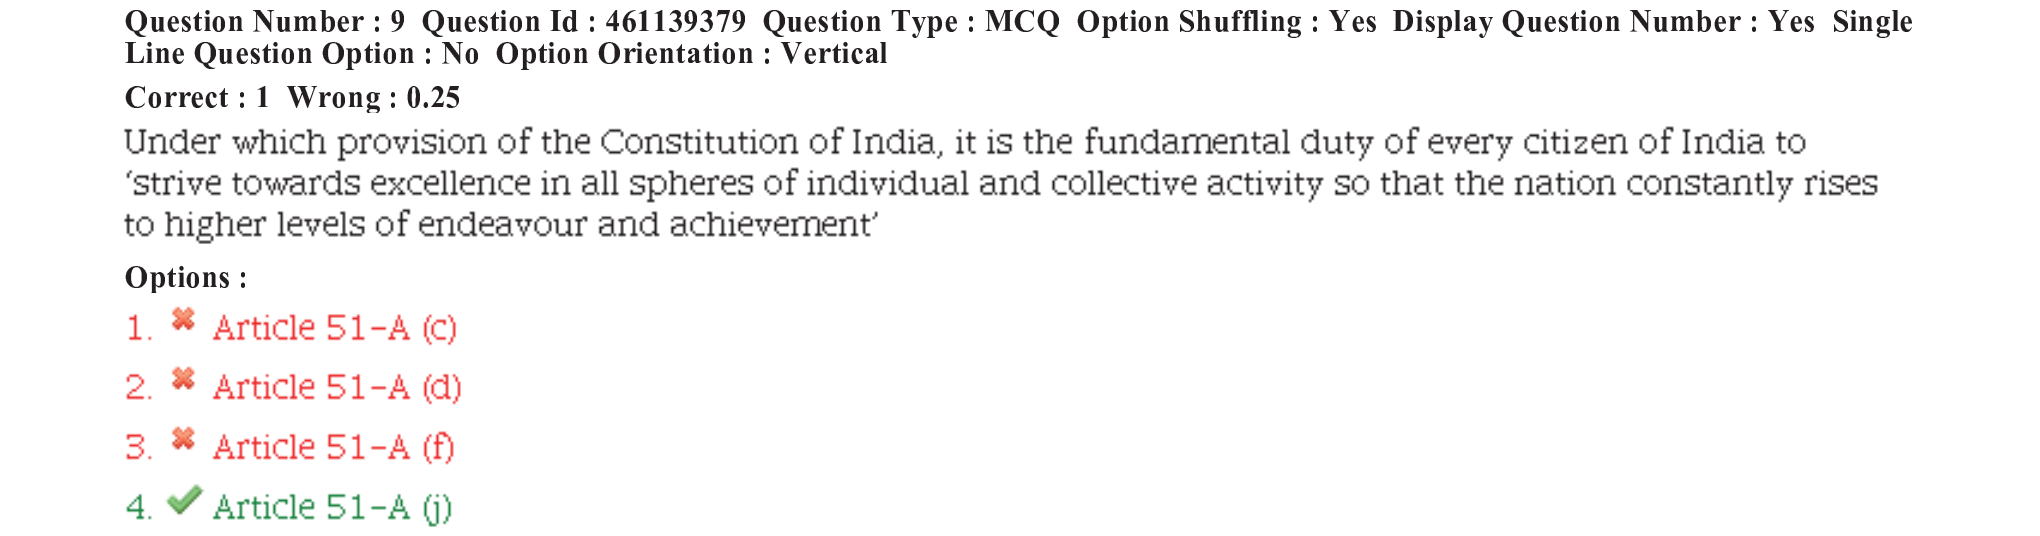 Question Number : 9 Question Id : 461139379 Question Type : MCQ Option Shuffling : Yes Display Question Number : Yes Single
Line Question Option : No Option Orientation : Vertical
Correct : 1 Wrong : 0.25
Under which provision of the Constitution of India, it is the fundamental duty of every citizen of India to
‘strive towards excellence in all spheres of individual and collective activity so that the nation constantly rises
to higher levels of endeavour and achievement’
Options :
1. Article 51-A (c)
2. Article 51-A (d)
3. Article 51-A (f)
4. Article 51-A (j)